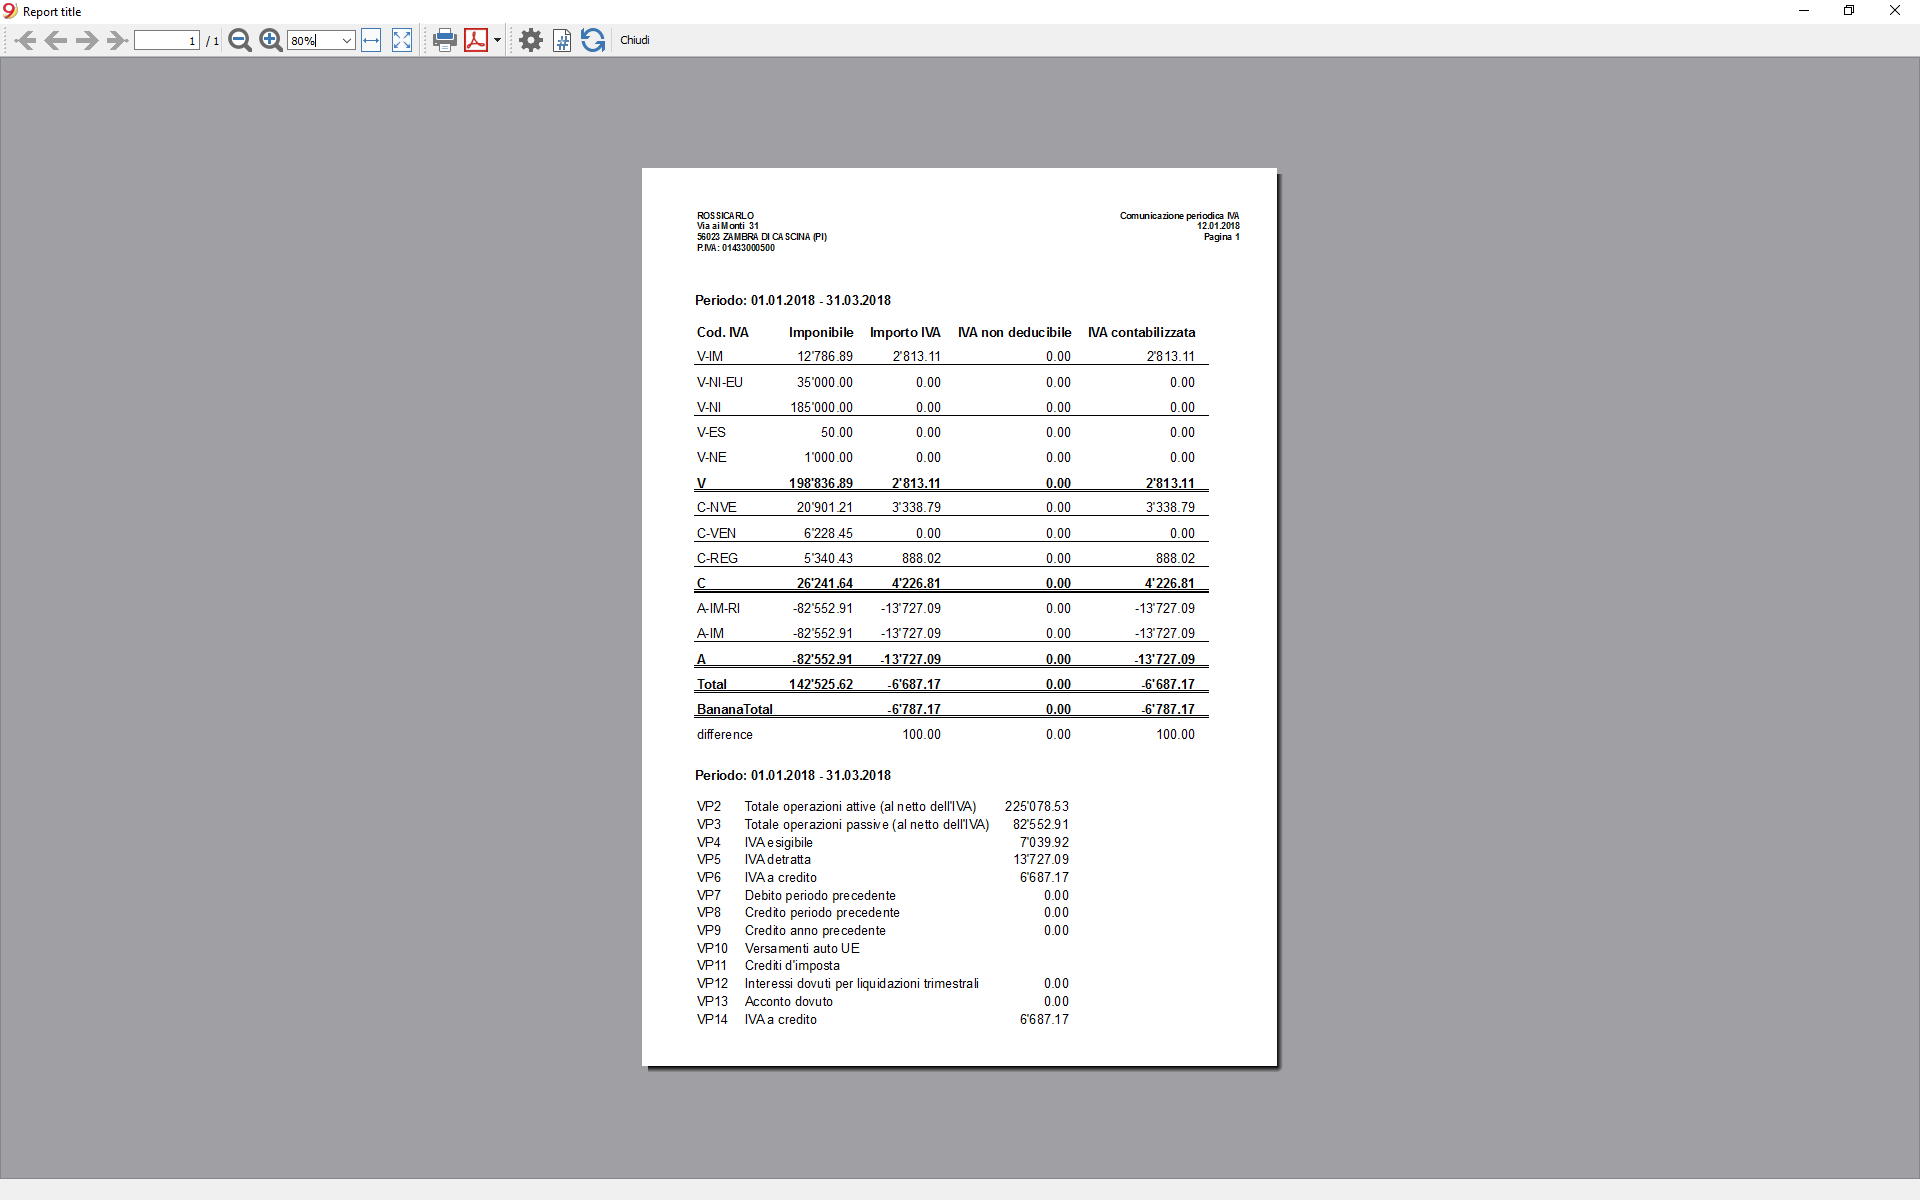 Report title
1 / 1 80% Chiudi
ROSSICARLO
Via ai Monti 31
56023 ZAMBRA DI CASCINA (PI)
P.IVA: 01433000500
Comunicazione periodica IVA
12.01.2018
Pagina 1
Periodo: 01.01.2018 - 31.03.2018
Cod. IVA Imponibile Importo IVA IVA non deducibile IVA contabilizzata
V-IM 12'786.89 2'813.11 0.00 2'813.11
V-NI-EU 35'000.00 0.00 0.00 0.00
V-NI 185'000.00 0.00 0.00 0.00
V-ES 50.00 0.00 0.00 0.00
V-NE 1'000.00 0.00 0.00 0.00
V 198'836.89 2'813.11 0.00 2'813.11
C-NVE 20'901.21 3'338.79 0.00 3'338.79
C-VEN 6'228.45 0.00 0.00 0.00
C-REG 5'340.43 888.02 0.00 888.02
C 26'241.64 4'226.81 0.00 4'226.81
A-IM-RI -82'552.91 -13'727.09 0.00 -13'727.09
A-IM -82'552.91 -13'727.09 0.00 -13'727.09
A -82'552.91 -13'727.09 0.00 -13'727.09
Total 142'525.62 -6'687.17 0.00 -6'687.17
BananaTotal -6'787.17 0.00 -6'787.17
difference 100.00 0.00 100.00
Periodo: 01.01.2018 - 31.03.2018
VP2 Totale operazioni attive (al netto dell'IVA) 225'078.53
VP3 Totale operazioni passive (al netto dell'IVA) 82'552.91
VP4 IVA esigibile 7'039.92
VP5 IVA detratta 13'727.09
VP6 IVA a credito 6'687.17
VP7 Debito periodo precedente 0.00
VP8 Credito periodo precedente 0.00
VP9 Credito anno precedente 0.00
VP10 Versamenti auto UE
VP11 Crediti d'imposta
VP12 Interessi dovuti per liquidazioni trimestrali 0.00
VP13 Acconto dovuto 0.00
VP14 IVA a credito 6'687.17